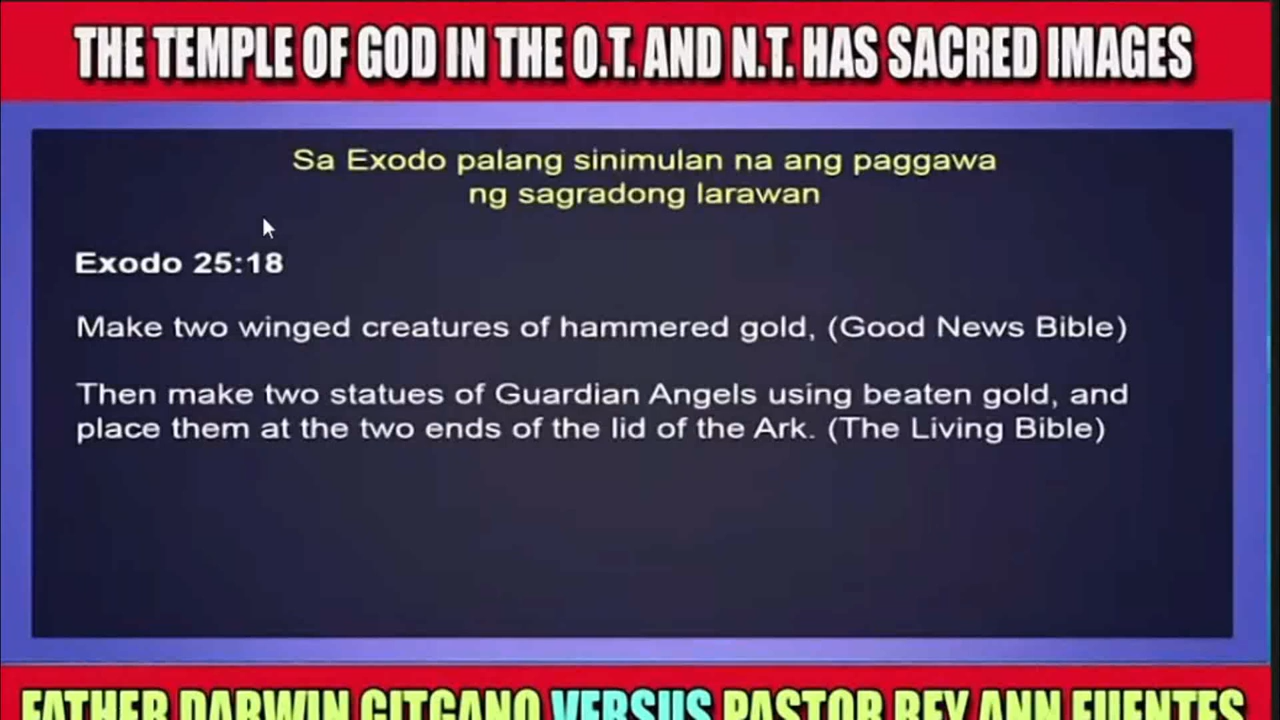 THE TEMPLE OF GOD IN THE O.T. AND N.T. HAS SACRED IMAGES
Sa Exodo palang sinimulan na ang paggawa
ng sagradong larawan
Exodo 25:18
Make two winged creatures of hammered gold, (Good News Bible)
Then make two statues of Guardian Angels using beaten gold, and
place them at the two ends of the lid of the Ark. (The Living Bible)
FATHER DARWIN GITGANO VERSUS PASTOR REY ANN FUENTES